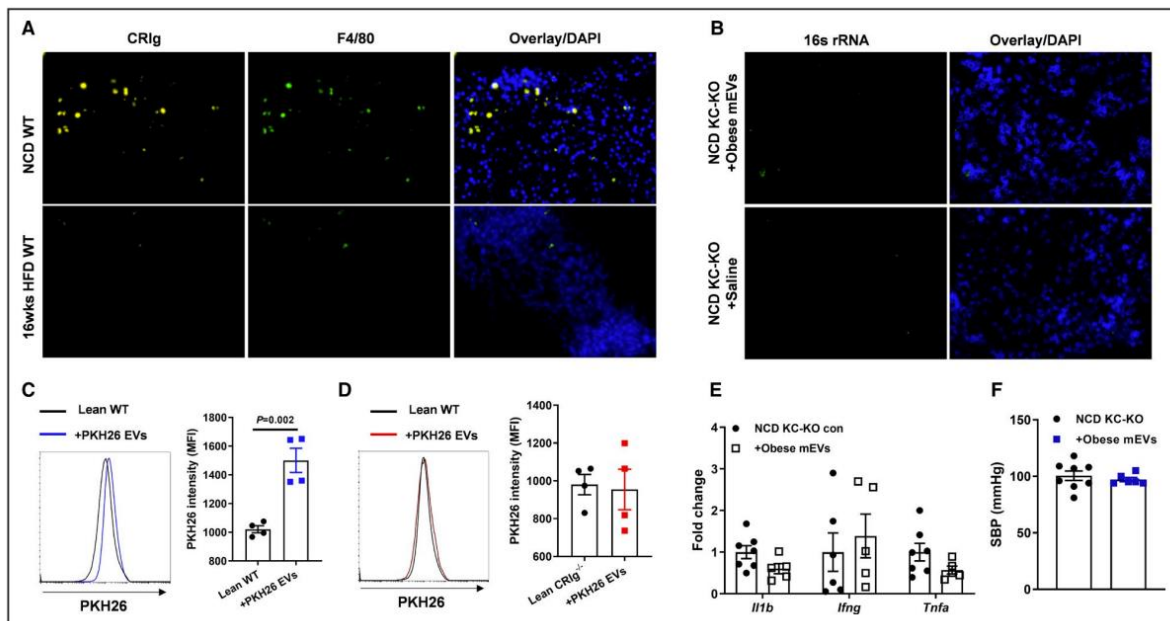 A
CRIg
F4/80
Overlay/DAPI
NCD WT
16wks HFD WT
B
16s rRNA
Overlay/DAPI
NCD KC-KO
+Obese mEVs
NCD KC-KO
+Saline
C
Lean WT
+PKH26 EVs
PKH26
PKH26 intensity (MFI)
1800
1600
1400
1200
1000
800
P=0.002
Lean WT
+PKH26 EVs
D
Lean WT
+PKH26 EVs
PKH26
PKH26 intensity (MFI)
1400
1200
1000
800
600
Lean CRIg-/-
+PKH26 EVs
E
NCD KC-KO con
+Obese mEVs
Fold change
4
3
2
1
0
Il1b
Ifng
Tnfa
F
NCD KC-KO
+Obese mEVs
SBP (mmHg)
150
100
50
0